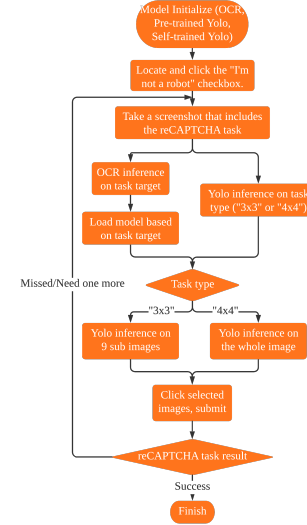 Model Initialize (OCR,
Pre-trained Yolo,
Self-trained Yolo)
Locate and click the "I'm
not a robot" checkbox.
Take a screenshot that includes
the reCAPTCHA task
OCR inference
on task target
Yolo inference on task
type ("3x3" or "4x4")
Load model based
on task target
Task type
Missed/Need one more
"3x3"
"4x4"
Yolo inference on
9 sub images
Yolo inference on
the whole image
Click selected
images, submit
reCAPTCHA task result
Success
Finish